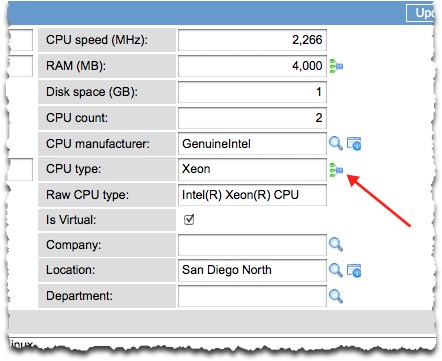 Upd
CPU speed (MHz): 2,266
RAM (MB): 4,000
Disk space (GB): 1
CPU count: 2
CPU manufacturer: GenuineIntel
CPU type: Xeon
Raw CPU type: Intel(R) Xeon(R) CPU
Is Virtual:
Company:
Location: San Diego North
Department:
inux